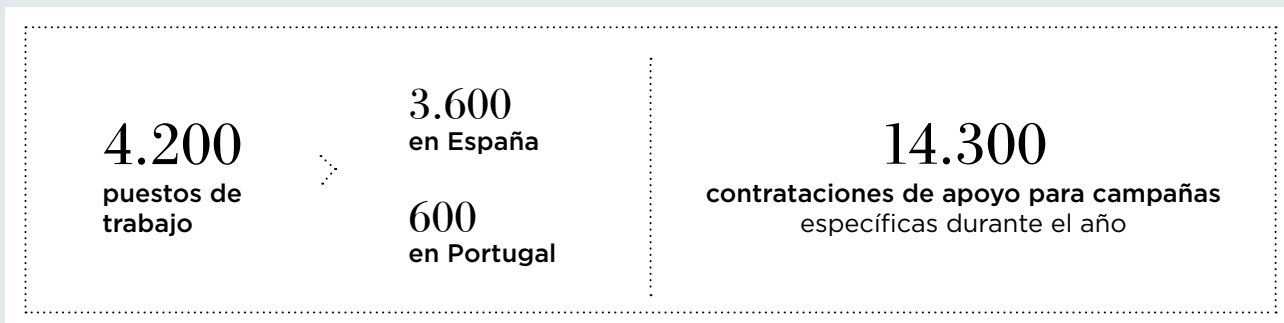 4.200
puestos de
trabajo
3.600
en España
600
en Portugal
14.300
contrataciones de apoyo para campañas
específicas durante el año